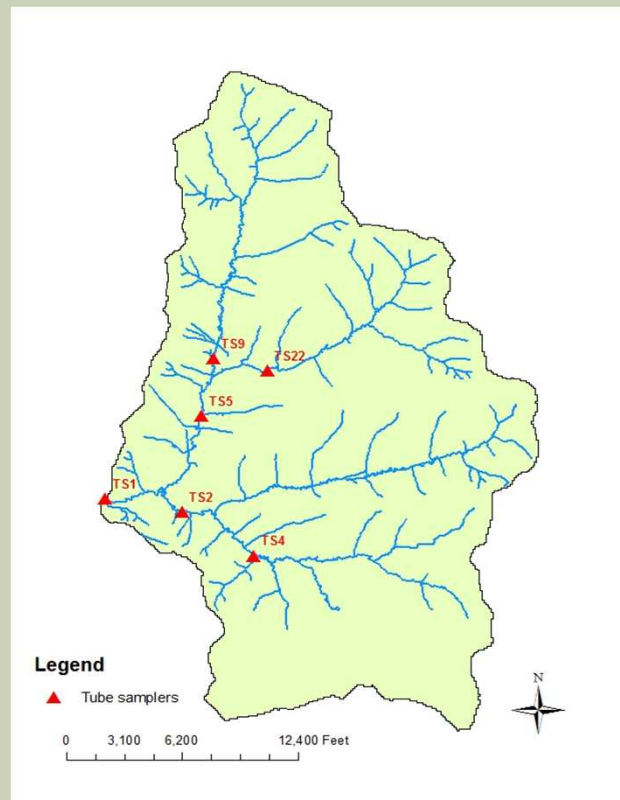 TS9
TS22
TS5
TS1
TS2
TS4
Legend
Tube samplers
N
0 3,100 6,200 12,400 Feet